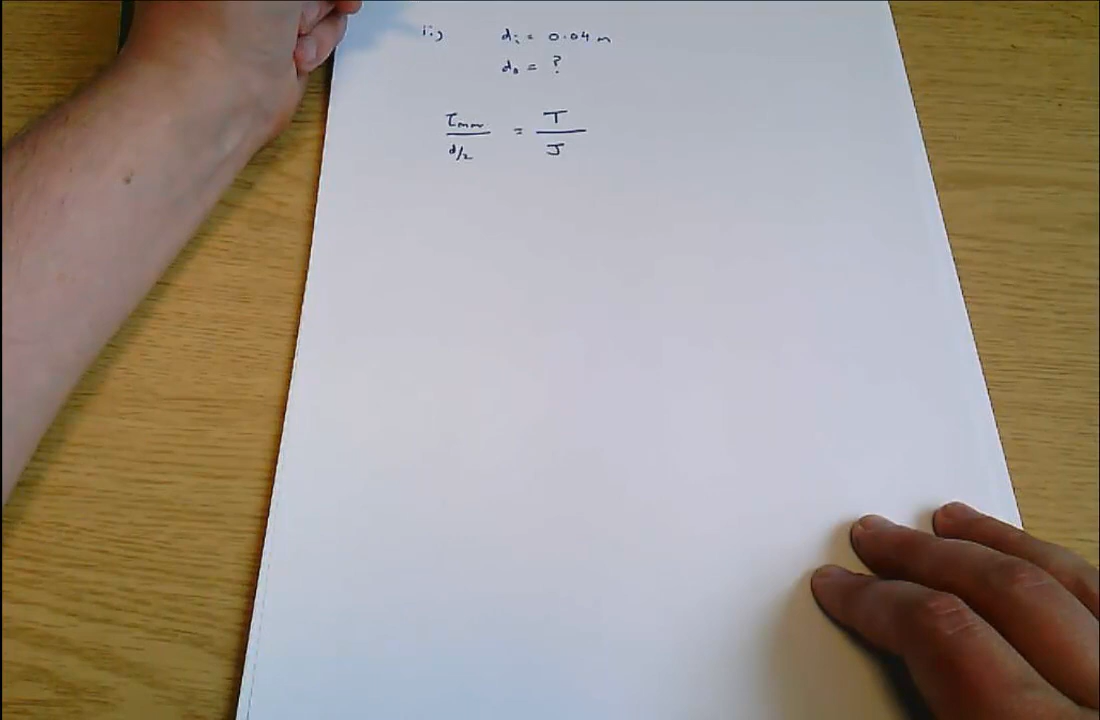 ii)
di = 0.04 m
do = ?
τmax / d/2 = T / J